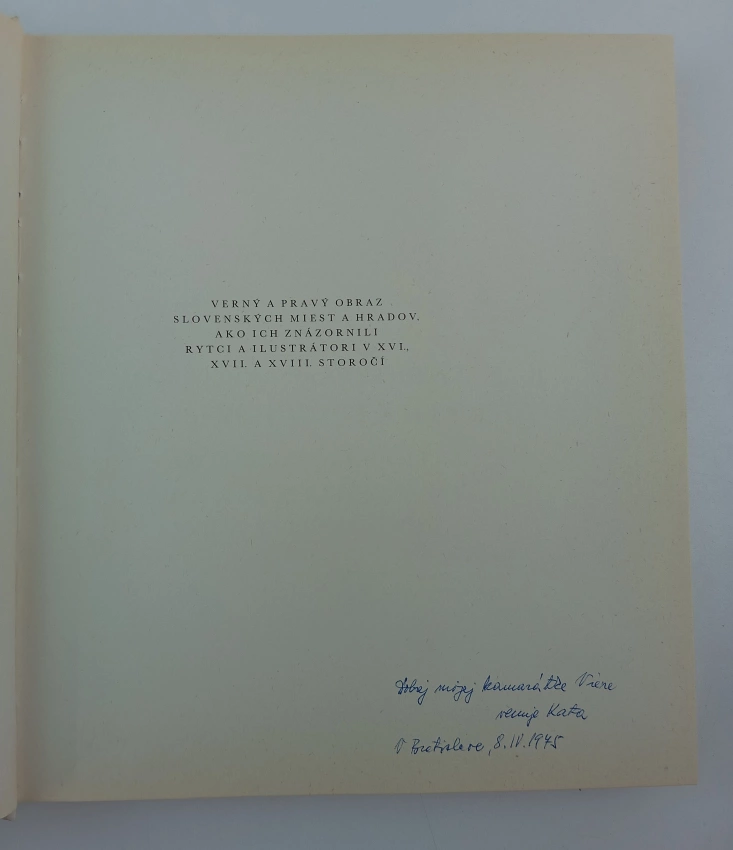 VERNÝ A PRAVÝ OBRAZ
SLOVENSKÝCH MIEST A HRADOV.
AKO ICH ZNÁZORNILI
RYTCI A ILUSTRÁTORI V XVI.,
XVII. A XVIII. STOROČÍ
Dobrej mojej kamarátke Viere
venuje Kata
V Bratislave, 8.IV.1975